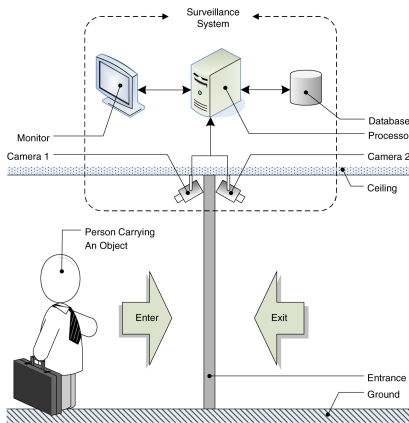 Surveillance
System
Monitor
Database
Processor
Camera 1
Camera 2
Ceiling
Person Carrying
An Object
Enter
Exit
Entrance
Ground